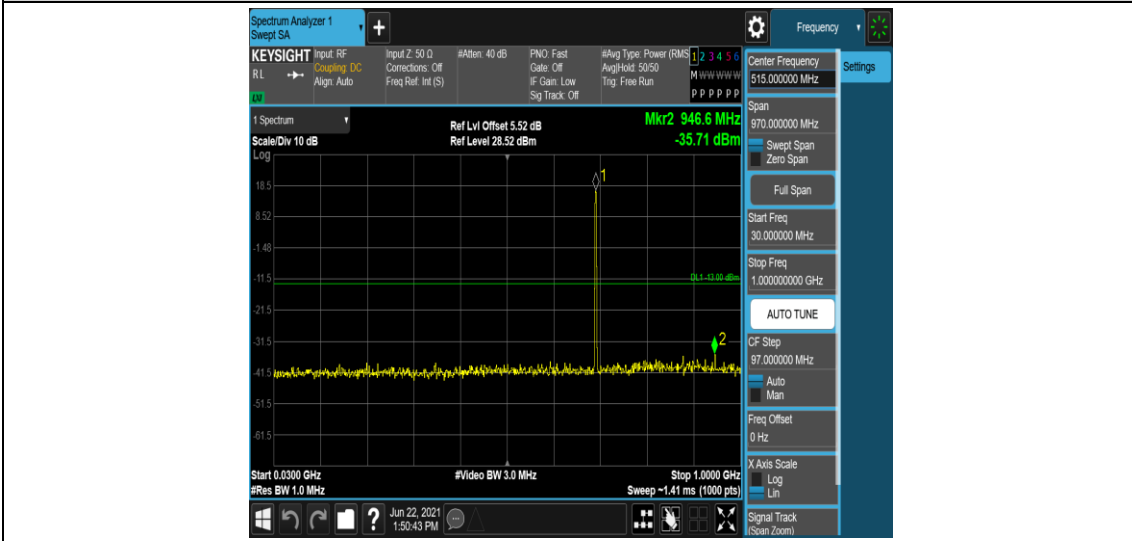 Spectrum Analyzer 1
Swept SA
+
Frequency
KEYSIGHT
RL
LXI
Input: RF
Coupling: DC
Align: Auto
Input Z: 50 Ω
Corrections: Off
Freq Ref: Int (S)
#Atten: 40 dB
PNO: Fast
Gate: Off
IF Gain: Low
Sig Track: Off
#Avg Type: Power (RMS
Avg|Hold: 50/50
Trig: Free Run
1 2 3 4 5 6
M W W W W W
P P P P P P
1 Spectrum
Scale/Div 10 dB
Log
Ref Lvl Offset 5.52 dB
Ref Level 28.52 dBm
Mkr2 946.6 MHz
-35.71 dBm
1
18.5
8.52
-1.48
-11.5
DL1 -13.00 dBm
-21.5
-31.5
2
-41.5
-51.5
-61.5
Start 0.0300 GHz
#Res BW 1.0 MHz
#Video BW 3.0 MHz
Stop 1.0000 GHz
Sweep ~1.41 ms (1000 pts)
?
Jun 22, 2021
1:50:43 PM
Center Frequency
515.000000 MHz
Settings
Span
970.000000 MHz
Swept Span
Zero Span
Full Span
Start Freq
30.000000 MHz
Stop Freq
1.000000000 GHz
AUTO TUNE
CF Step
97.000000 MHz
Auto
Man
Freq Offset
0 Hz
X Axis Scale
Log
Lin
Signal Track
(Span Zoom)